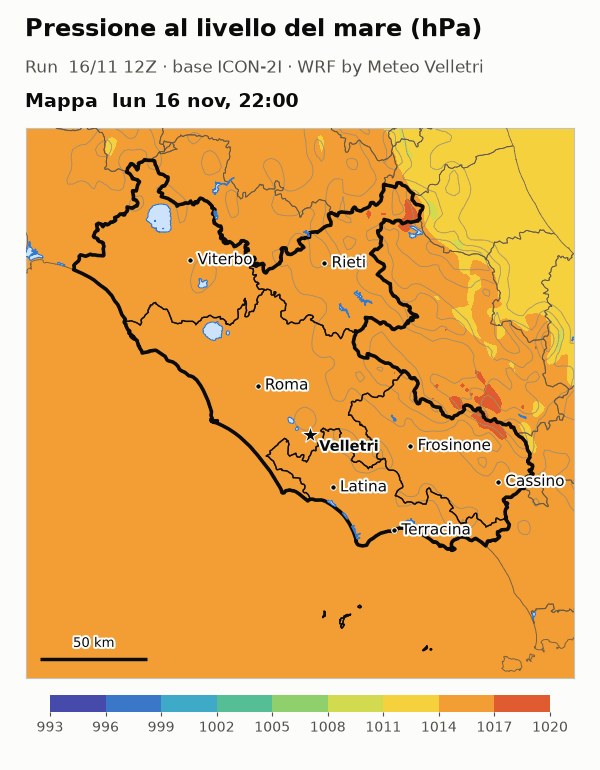 Pressione al livello del mare (hPa)
Run  16/11 12Z · base ICON-2I · WRF by Meteo Velletri
Mappa  lun 16 nov, 22:00
Viterbo
Rieti
Roma
Velletri
Frosinone
Latina
Cassino
Terracina
50 km
993 996 999 1002 1005 1008 1011 1014 1017 1020